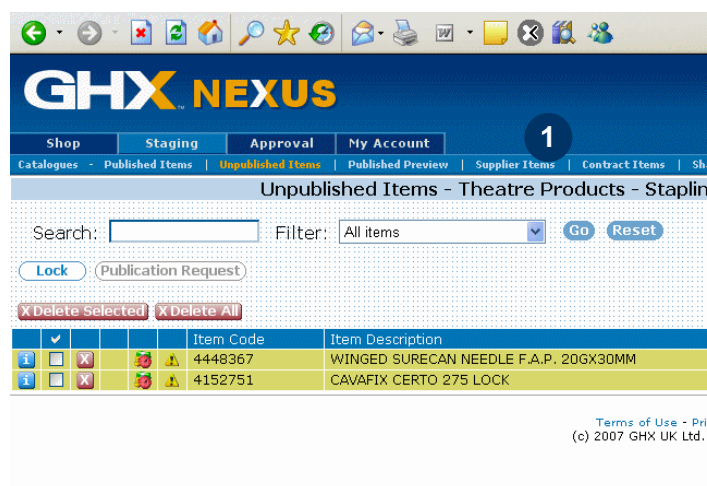 GHX NEXUS
Shop Staging Approval My Account
1
Catalogues - Published Items | Unpublished Items | Published Preview | Supplier Items | Contract Items | Sh
Unpublished Items - Theatre Products - Staplin
Search: Filter: All items Go Reset
Lock Publication Request
X Delete Selected X Delete All
Item Code Item Description
4448367 WINGED SURECAN NEEDLE F.A.P. 20GX30MM
4152751 CAVAFIX CERTO 275 LOCK
Terms of Use - Pri
(c) 2007 GHX UK Ltd.